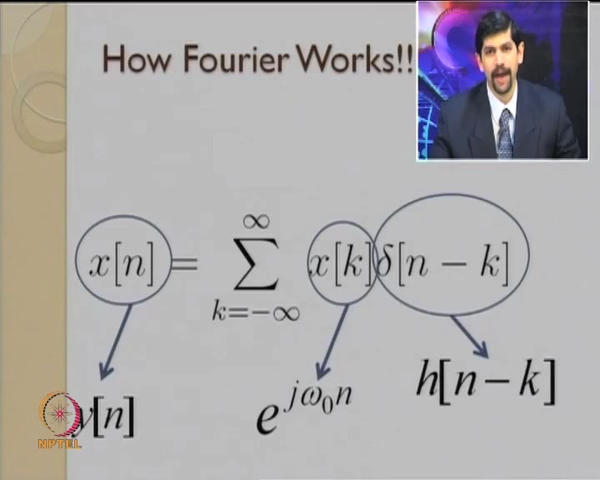 How Fourier Works!!
x[n] = ∑_{k=-∞}^{∞} x[k]δ[n − k]
y[n]
e^{jω₀n}
h[n−k]
NPTEL